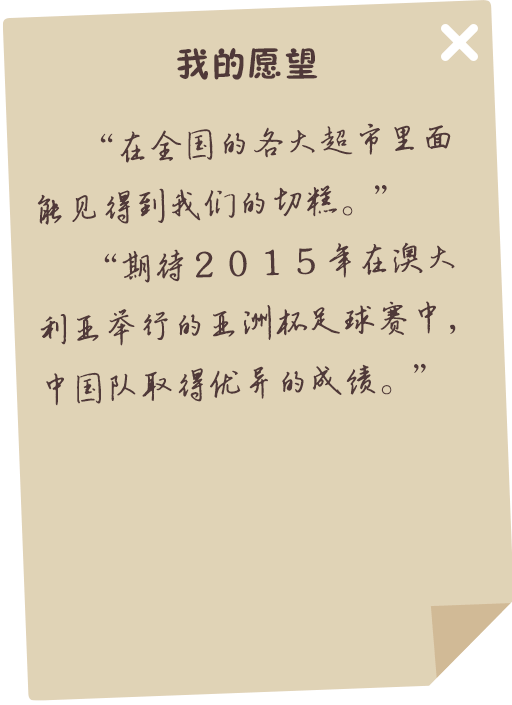 我的愿望
“在全国的各大超市里面
能见得到我们的切糕。”
“期待2015年在澳大
利亚举行的亚洲杯足球赛中，
中国队取得优异的成绩。”